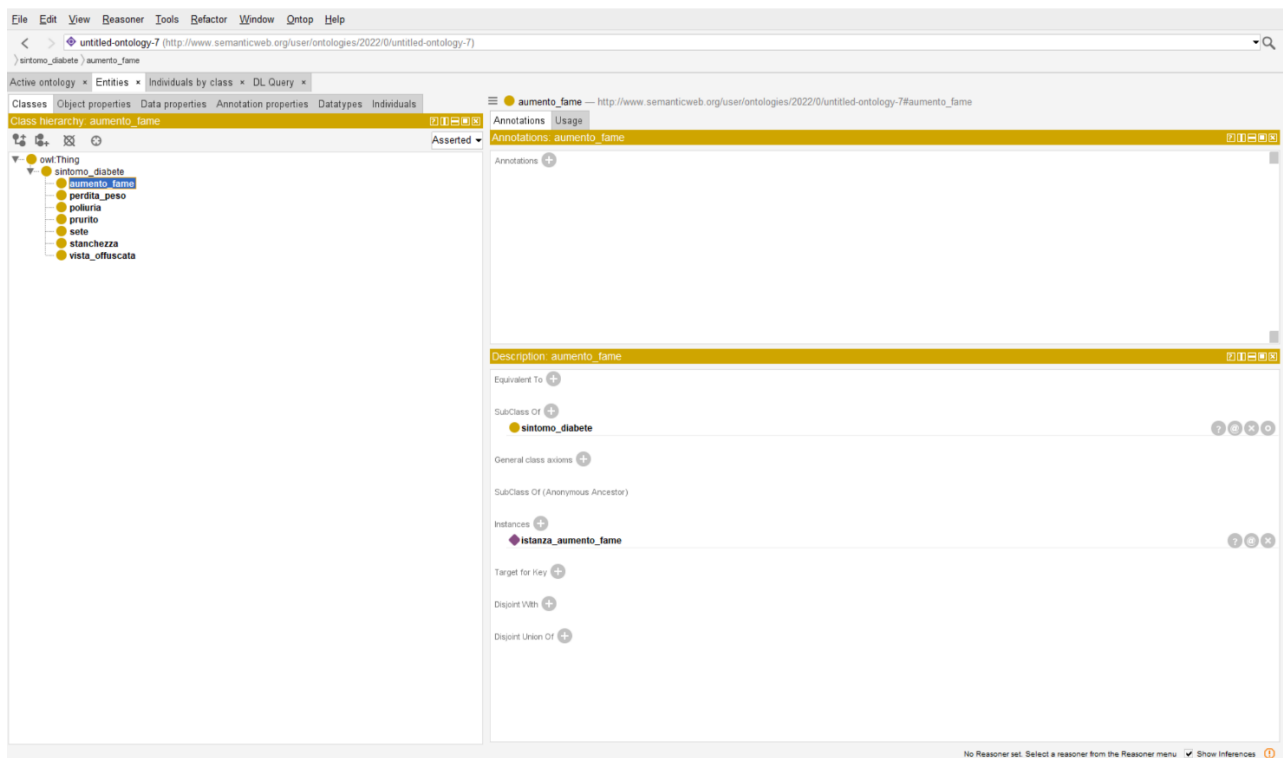 File Edit View Reasoner Tools Refactor Window Ontop Help
< > untitled-ontology-7 (http://www.semanticweb.org/user/ontologies/2022/0/untitled-ontology-7)
sintomo_diabete aumento_fame
Active ontology × Entities × Individuals by class × DL Query ×
Classes Object properties Data properties Annotation properties Datatypes Individuals
Class hierarchy: aumento_fame
Asserted
owl:Thing
sintomo_diabete
aumento_fame
perdita_peso
poliuria
prurito
sete
stanchezza
vista_offuscata
aumento_fame — http://www.semanticweb.org/user/ontologies/2022/0/untitled-ontology-7#aumento_fame
Annotations Usage
Annotations: aumento_fame
Annotations
Description: aumento_fame
Equivalent To
SubClass Of
sintomo_diabete
General class axioms
SubClass Of (Anonymous Ancestor)
Instances
istanza_aumento_fame
Target for Key
Disjoint With
Disjoint Union Of
No Reasoner set. Select a reasoner from the Reasoner menu Show Inferences